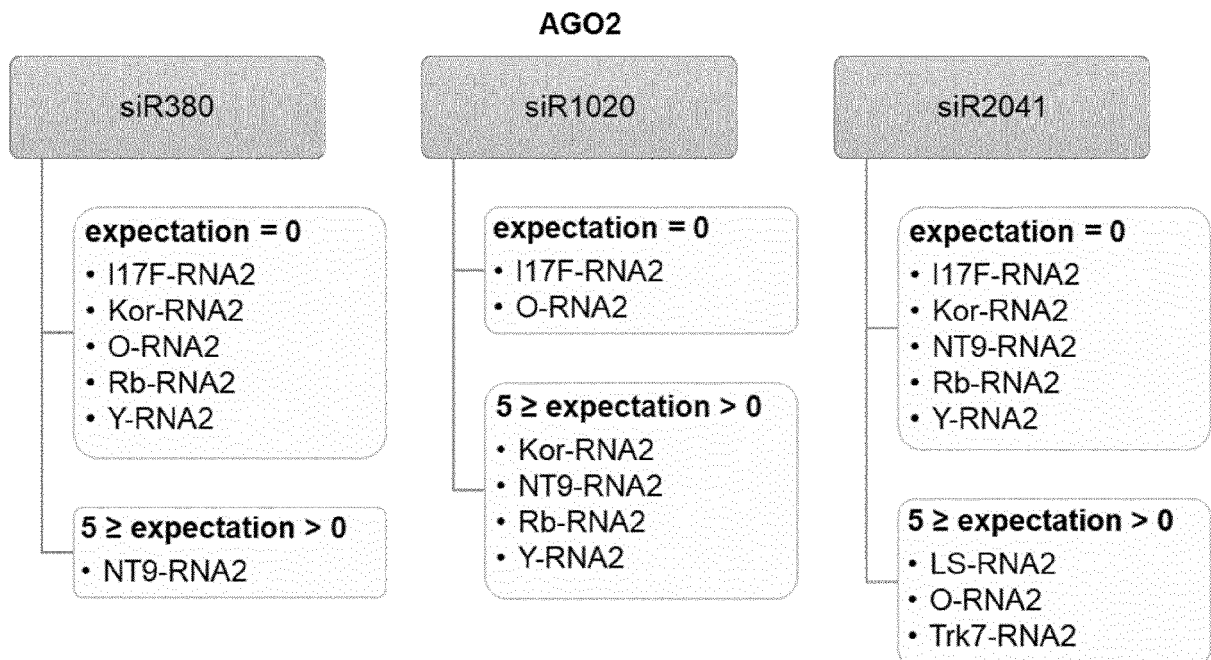 AGO2
siR380
expectation = 0
• I17F-RNA2
• Kor-RNA2
• O-RNA2
• Rb-RNA2
• Y-RNA2
5 ≥ expectation > 0
• NT9-RNA2
siR1020
expectation = 0
• I17F-RNA2
• O-RNA2
5 ≥ expectation > 0
• Kor-RNA2
• NT9-RNA2
• Rb-RNA2
• Y-RNA2
siR2041
expectation = 0
• I17F-RNA2
• Kor-RNA2
• NT9-RNA2
• Rb-RNA2
• Y-RNA2
5 ≥ expectation > 0
• LS-RNA2
• O-RNA2
• Trk7-RNA2